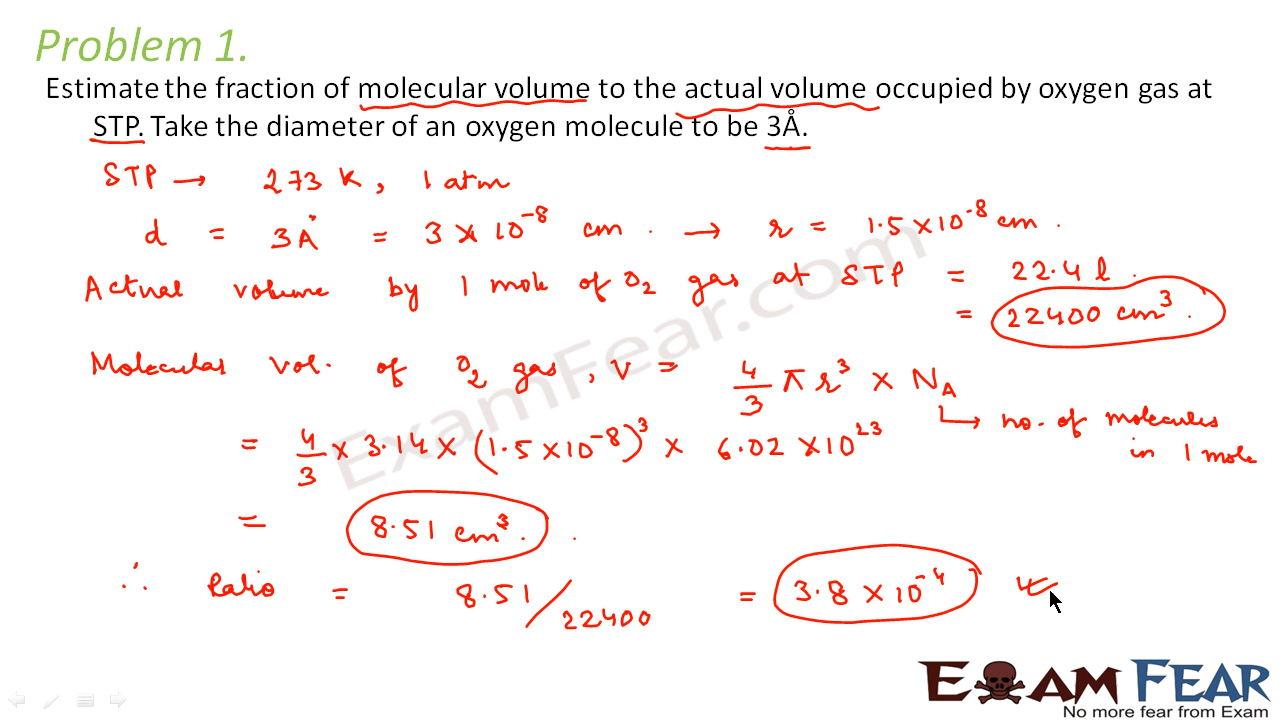 Problem 1.
Estimate the fraction of molecular volume to the actual volume occupied by oxygen gas at
STP. Take the diameter of an oxygen molecule to be 3Å.
STP → 273 K, 1 atm
d = 3Å = 3 × 10⁻⁸ cm. → r = 1.5×10⁻⁸ cm.
Actual volume by 1 mole of O₂ gas at STP = 22.4 l.
= 22400 cm³.
Molecular vol. of O₂ gas, V = 4/3 π r³ × N_A
↳ no. of molecules
in 1 mole
= 4/3 × 3.14 × (1.5×10⁻⁸)³ × 6.02 × 10²³
= 8.51 cm³.
∴ Ratio = 8.51/22400 = 3.8 × 10⁻⁴
ExamFear.com
EXAM FEAR
No more fear from Exam